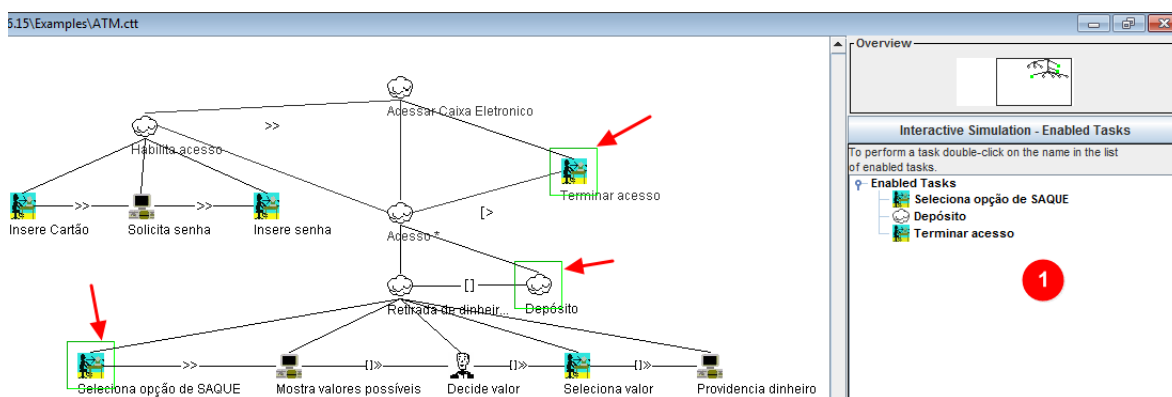 6.15\Examples\ATM.ctt
Acessar Caixa Eletronico
>>
Habilita acesso
Terminar acesso
[>
Insere Cartão
>>
Solicita senha
>>
Insere senha
Acesso *
Retirada de dinheir...
[]
Depósito
Seleciona opção de SAQUE
>>
Mostra valores possíveis
[]>>
Decide valor
[]>>
Seleciona valor
[]>>
Providencia dinheiro
Overview
Interactive Simulation - Enabled Tasks
To perform a task double-click on the name in the list
of enabled tasks.
Enabled Tasks
Seleciona opção de SAQUE
Depósito
Terminar acesso
1